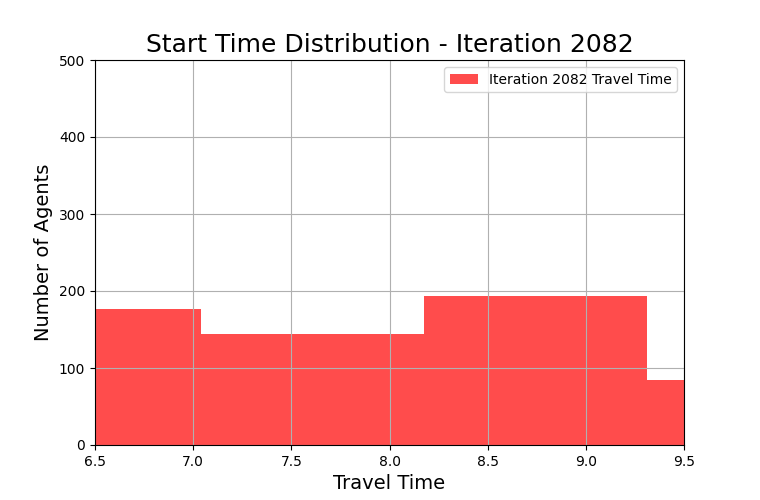 Start Time Distribution - Iteration 2082
500
Iteration 2082 Travel Time
400
300
200
100
0
Number of Agents
6.5 7.0 7.5 8.0 8.5 9.0 9.5
Travel Time